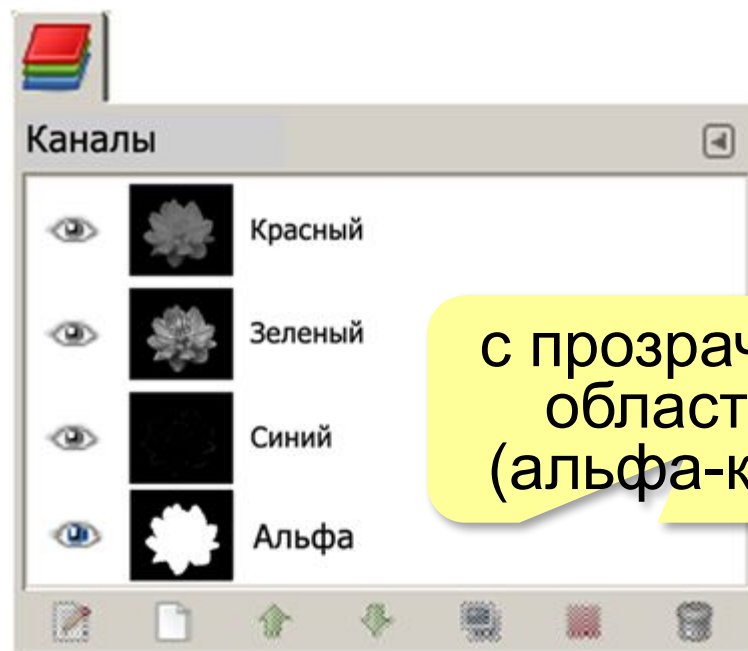 Каналы
Красный
Зеленый
Синий
Альфа
с прозрач
област
(альфа-к